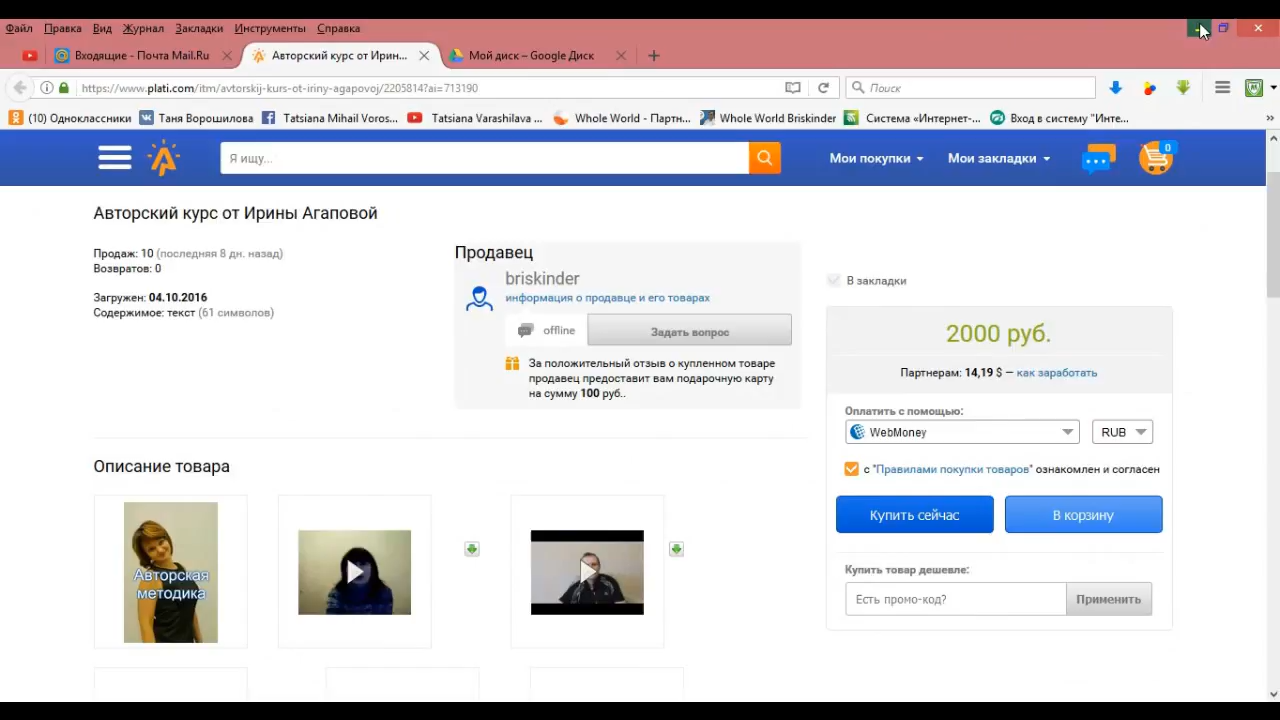 Файл Правка Вид Журнал Закладки Инструменты Справка
Входящие - Почта Mail.Ru
Авторский курс от Ирин...
Мой диск – Google Диск
https://www.plati.com/itm/avtorskij-kurs-ot-iriny-agapovoj/2205814?ai=713190
Поиск
(10) Одноклассники
Таня Ворошилова
Tatsiana Mihail Voros...
Tatsiana Varashilava ...
Whole World - Партн...
Whole World Briskinder
Система «Интернет-...
Вход в систему "Инте...
Я ищу...
Мои покупки
Мои закладки
0
Авторский курс от Ирины Агаповой
Продаж: 10 (последняя 8 дн. назад)
Возвратов: 0
Загружен: 04.10.2016
Содержимое: текст (61 символов)
Продавец
briskinder
информация о продавце и его товарах
offline
Задать вопрос
За положительный отзыв о купленном товаре
продавец предоставит вам подарочную карту
на сумму 100 руб..
В закладки
2000 руб.
Партнерам: 14,19 $ — как заработать
Оплатить с помощью:
WebMoney
RUB
с "Правилами покупки товаров" ознакомлен и согласен
Купить сейчас
В корзину
Купить товар дешевле:
Есть промо-код?
Применить
Описание товара
Авторская
методика